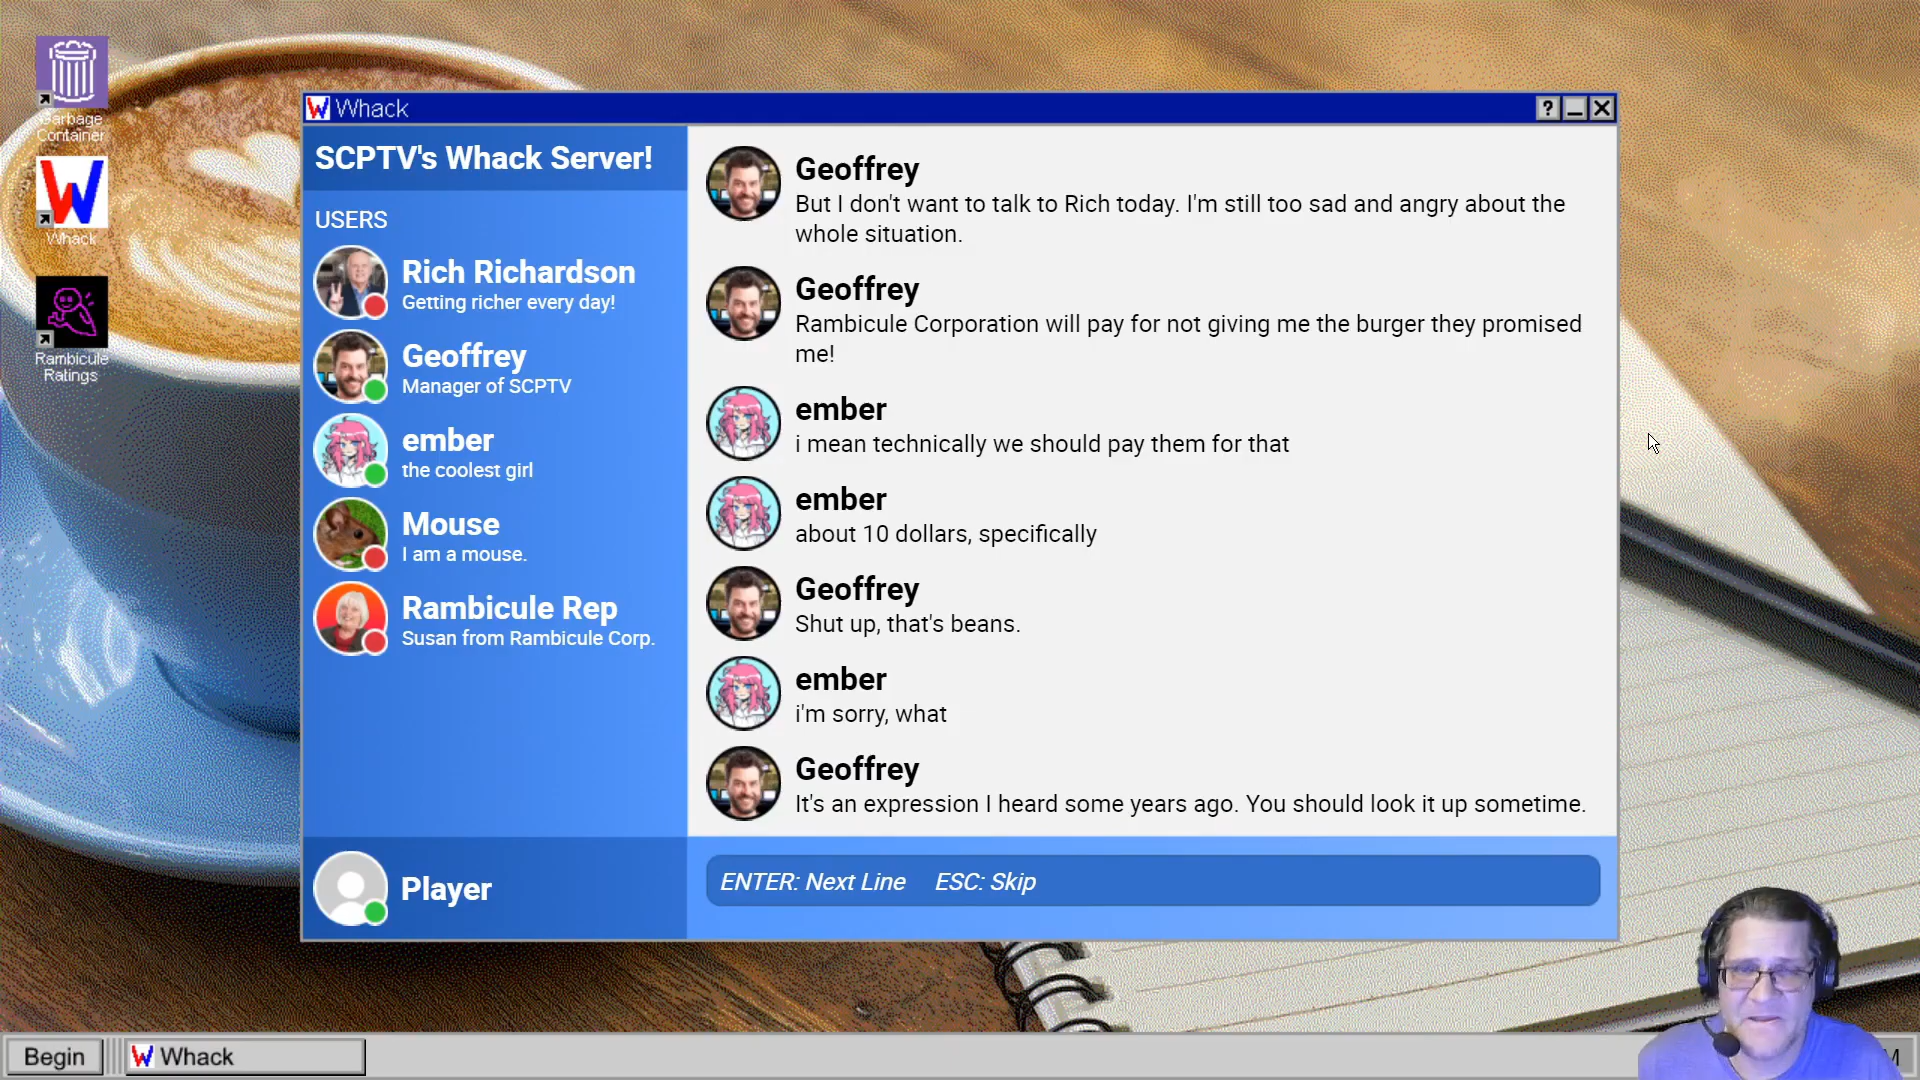 Garbage
Container
Whack
Rambicule
Ratings
Whack
SCPTV's Whack Server!
USERS
Rich Richardson
Getting richer every day!
Geoffrey
Manager of SCPTV
ember
the coolest girl
Mouse
I am a mouse.
Rambicule Rep
Susan from Rambicule Corp.
Player
Geoffrey
But I don't want to talk to Rich today. I'm still too sad and angry about the
whole situation.
Geoffrey
Rambicule Corporation will pay for not giving me the burger they promised
me!
ember
i mean technically we should pay them for that
ember
about 10 dollars, specifically
Geoffrey
Shut up, that's beans.
ember
i'm sorry, what
Geoffrey
It's an expression I heard some years ago. You should look it up sometime.
ENTER: Next Line ESC: Skip
Begin
Whack